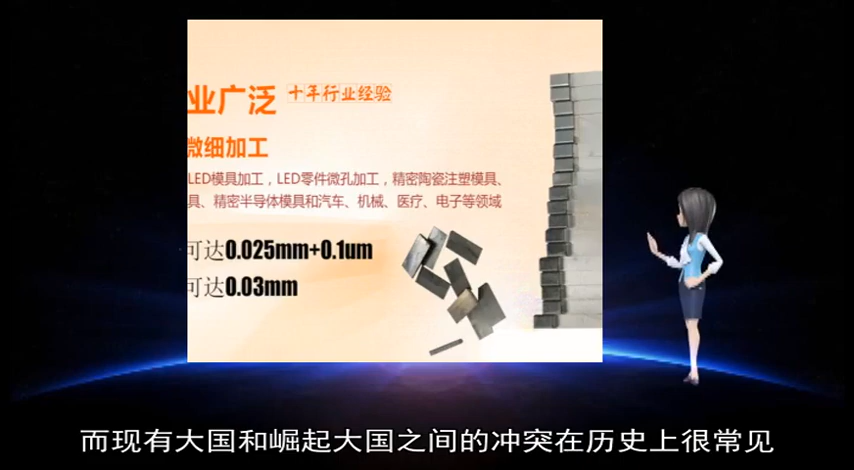 业广泛 十年行业经验
微细加工
LED模具加工，LED零件微孔加工，精密陶瓷注塑模具、
具、精密半导体模具和汽车、机械、医疗、电子等领域
可达0.025mm+0.1um
可达0.03mm
而现有大国和崛起大国之间的冲突在历史上很常见